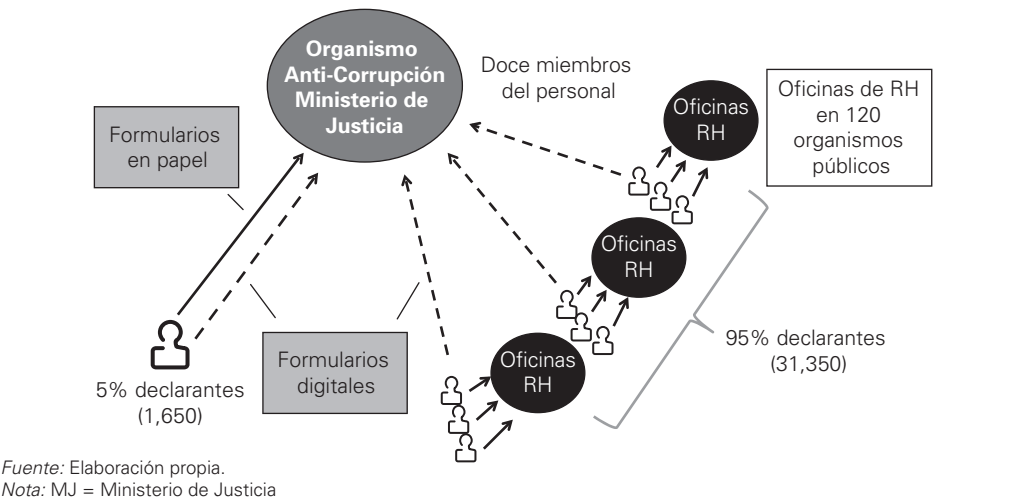 Organismo
Anti-Corrupción
Ministerio de
Justicia
Doce miembros
del personal
Oficinas
RH
Oficinas de RH
en 120
organismos
públicos
Formularios
en papel
Oficinas
RH
Formularios
digitales
Oficinas
RH
95% declarantes
(31,350)
5% declarantes
(1,650)
Fuente: Elaboración propia.
Nota: MJ = Ministerio de Justicia